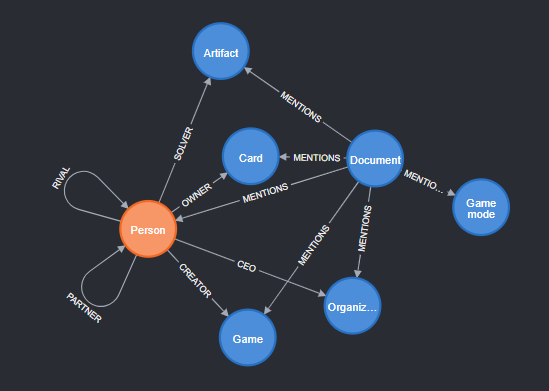 Artifact
MENTIONS
SOLVER
Card
MENTIONS
Document
RIVAL
OWNER
MENTIONS
MENTIO...
Game
mode
Person
MENTIONS
MENTIONS
CEO
CREATOR
PARTNER
Organiz...
Game